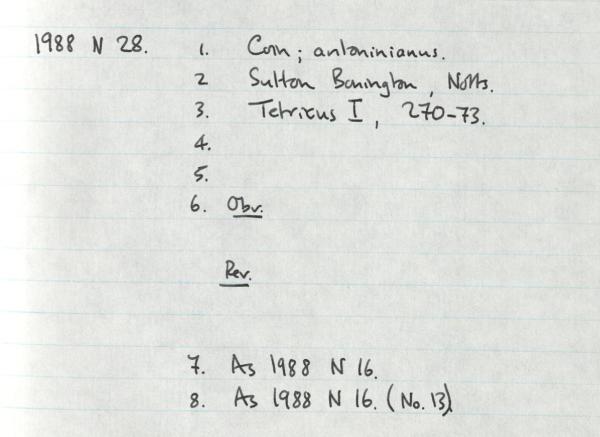 1988 N 28. 1. Coin; antoninianus.
2 Sutton Bonington, Notts.
3. Tetricus I, 270-73.
4.
5.
6. Obv.
Rev.
7. As 1988 N 16.
8. As 1988 N 16. (No. 13)